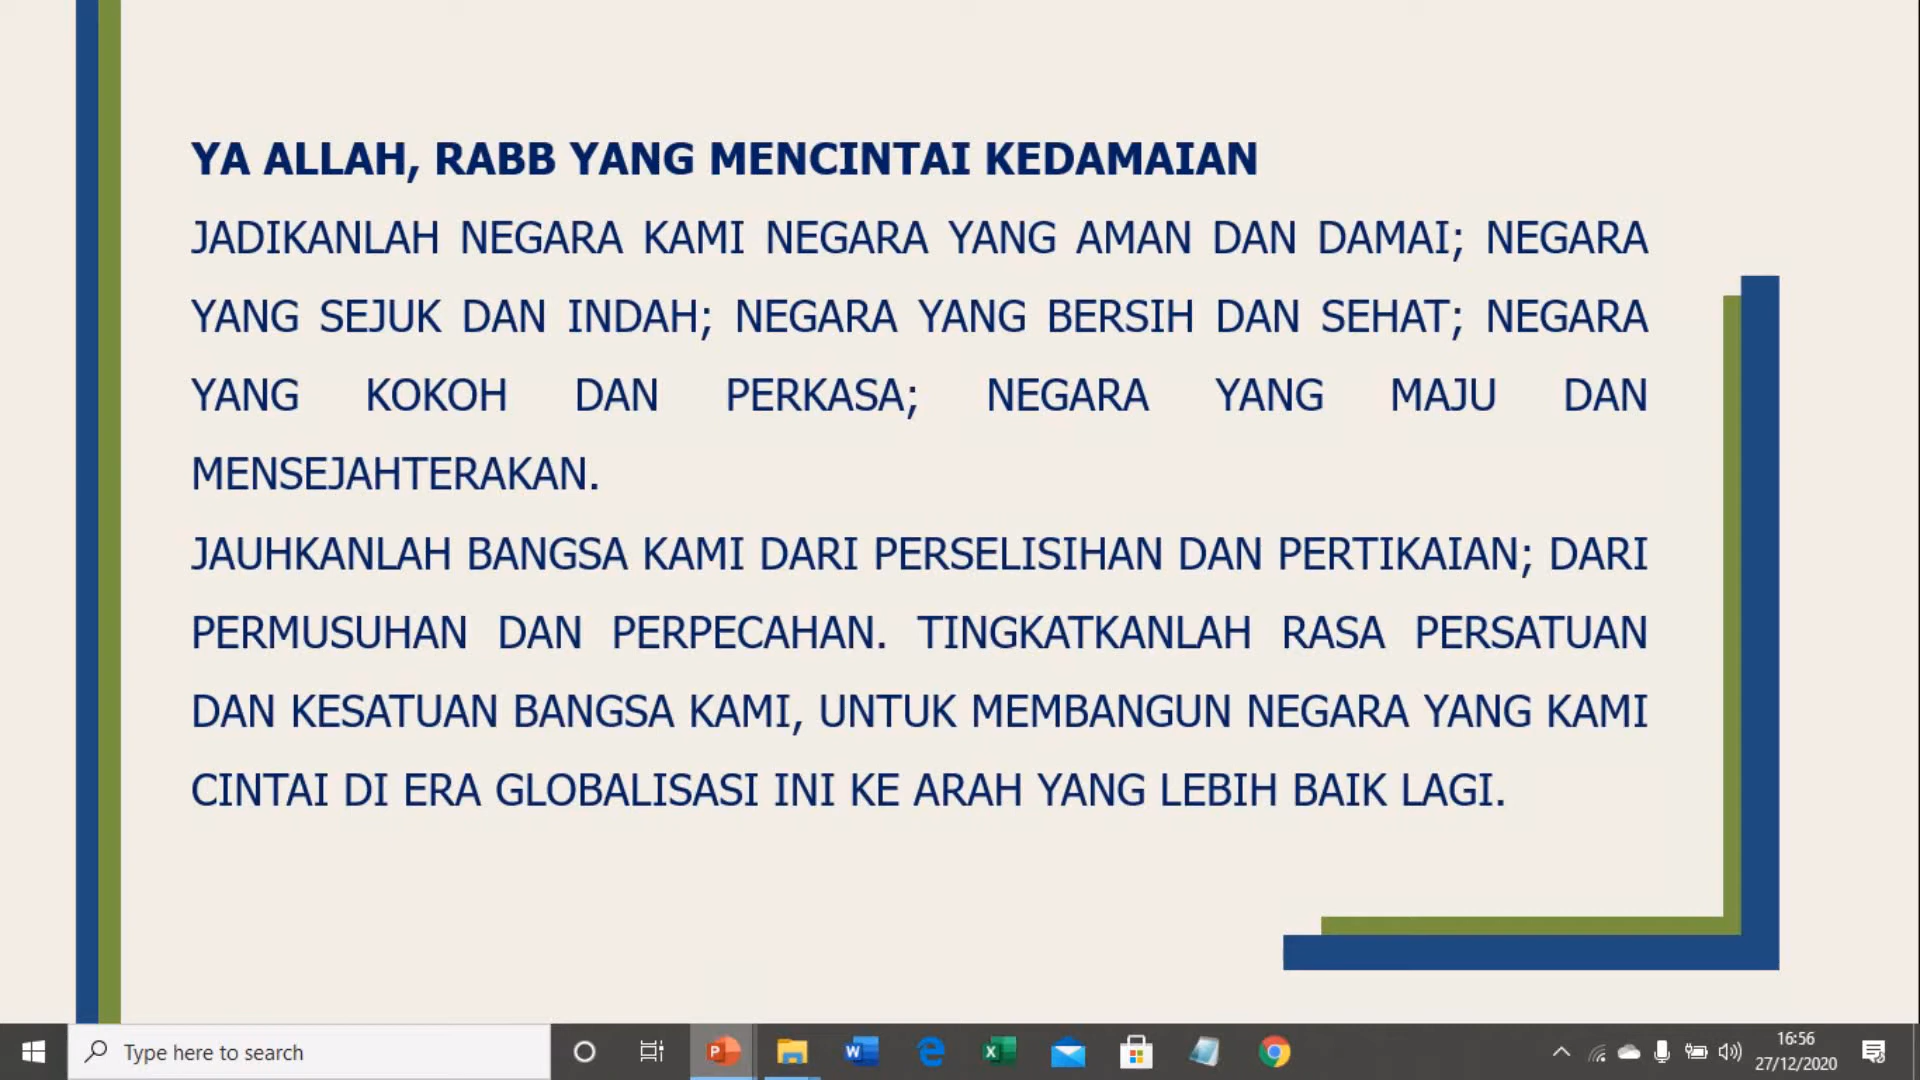 YA ALLAH, RABB YANG MENCINTAI KEDAMAIAN
JADIKANLAH NEGARA KAMI NEGARA YANG AMAN DAN DAMAI; NEGARA
YANG SEJUK DAN INDAH; NEGARA YANG BERSIH DAN SEHAT; NEGARA
YANG KOKOH DAN PERKASA; NEGARA YANG MAJU DAN
MENSEJAHTERAKAN.
JAUHKANLAH BANGSA KAMI DARI PERSELISIHAN DAN PERTIKAIAN; DARI
PERMUSUHAN DAN PERPECAHAN. TINGKATKANLAH RASA PERSATUAN
DAN KESATUAN BANGSA KAMI, UNTUK MEMBANGUN NEGARA YANG KAMI
CINTAI DI ERA GLOBALISASI INI KE ARAH YANG LEBIH BAIK LAGI.
Type here to search
16:56
27/12/2020